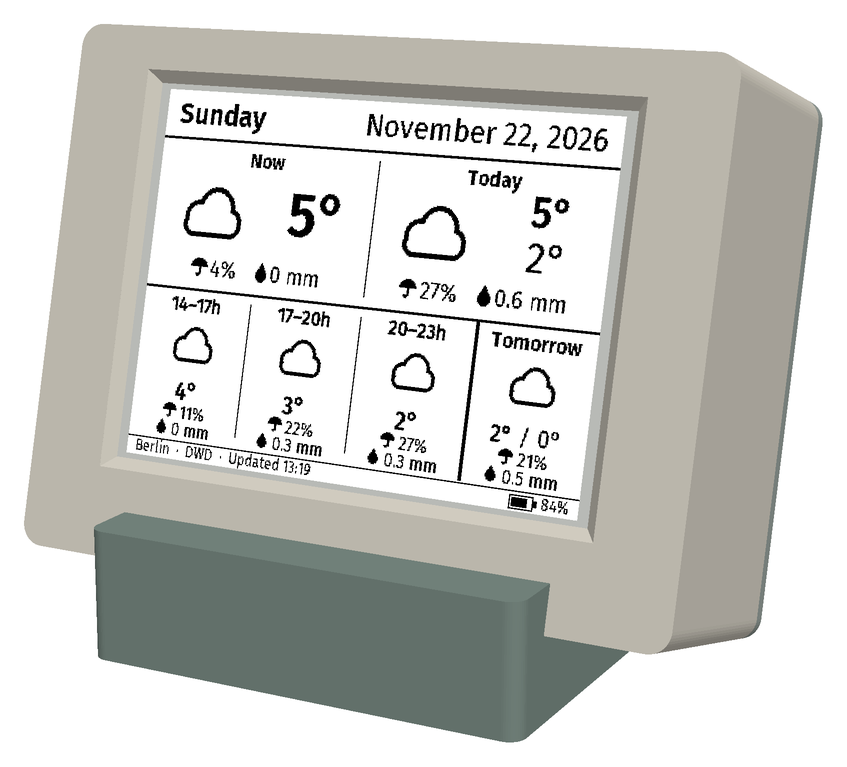 Sunday November 22, 2026
Now
5°
4% 0 mm
Today
5°
2°
27% 0.6 mm
14–17h
4°
11%
0 mm
17–20h
3°
22%
0.3 mm
20–23h
2°
27%
0.3 mm
Tomorrow
2° / 0°
21%
0.5 mm
Berlin · DWD · Updated 13:19
84%